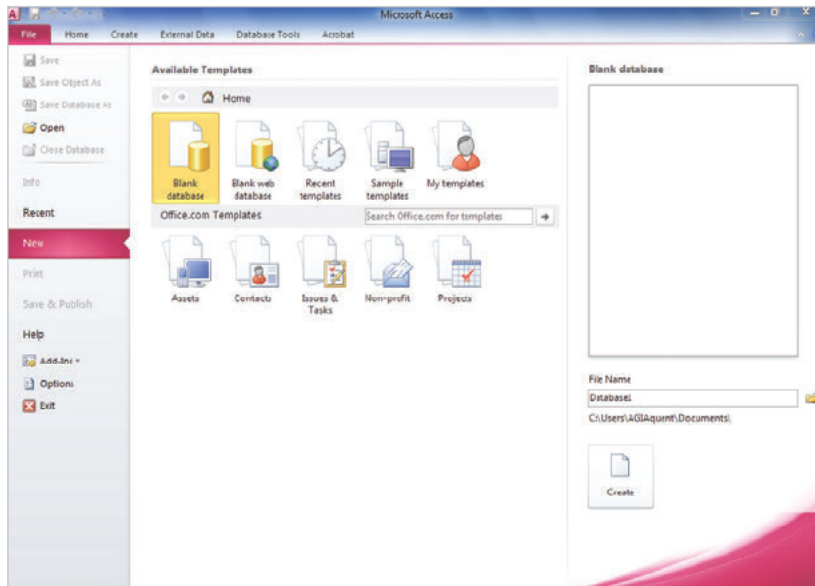 Microsoft Access
File Home Create External Data Database Tools Acrobat
Save
Save Object As
Save Database As
Open
Close Database
Info
Recent
New
Print
Save & Publish
Help
Add-Ins
Options
Exit
Available Templates
Home
Blank database
Blank web database
Recent templates
Sample templates
My templates
Office.com Templates
Search Office.com for templates
Assets
Contacts
Issues & Tasks
Non-profit
Projects
Blank database
File Name
Database1
C:\Users\AGIAquent\Documents\
Create